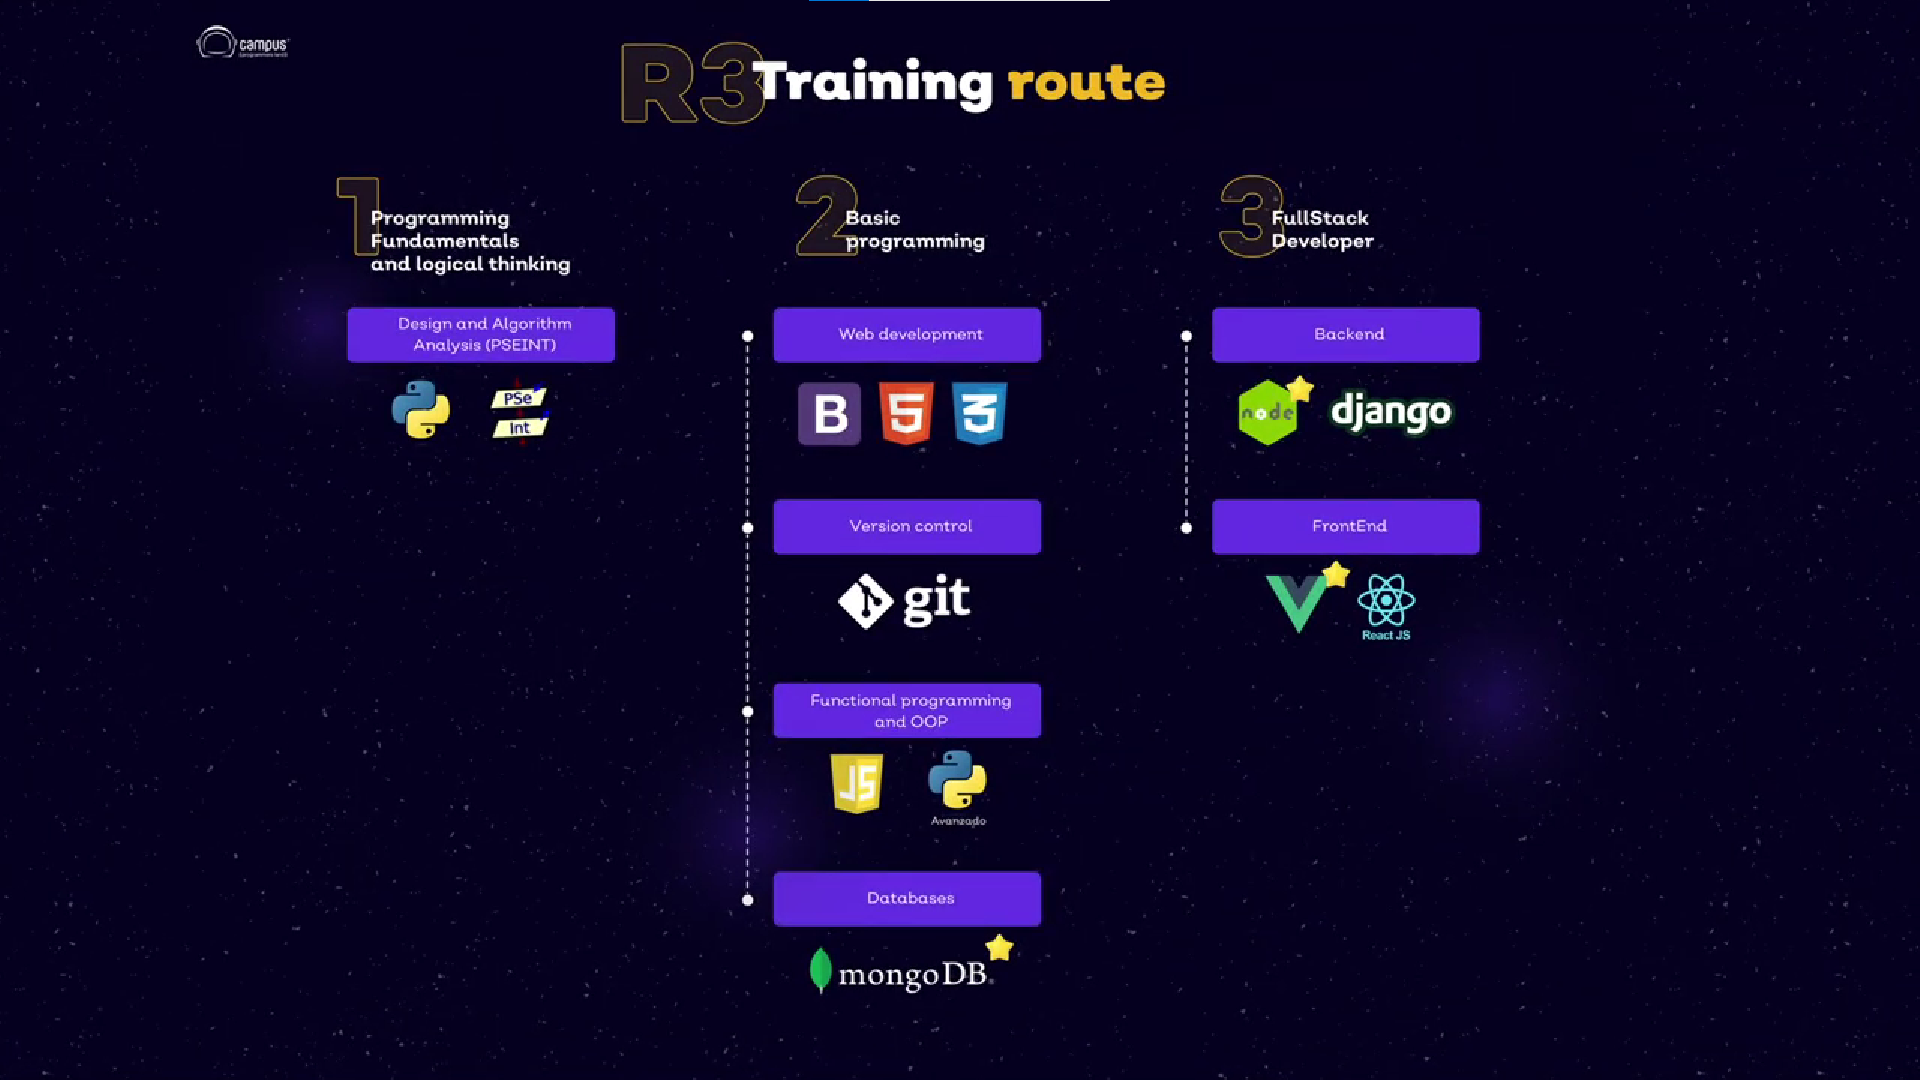 campus
R3 Training route
1
Programming
Fundamentals
and logical thinking
Design and Algorithm
Analysis (PSEINT)
PSe
Int
2
Basic
programming
Web development
B
5
3
Version control
git
Functional programming
and OOP
JS
Avanzado
Databases
mongoDB
3
FullStack
Developer
Backend
node
django
FrontEnd
React JS